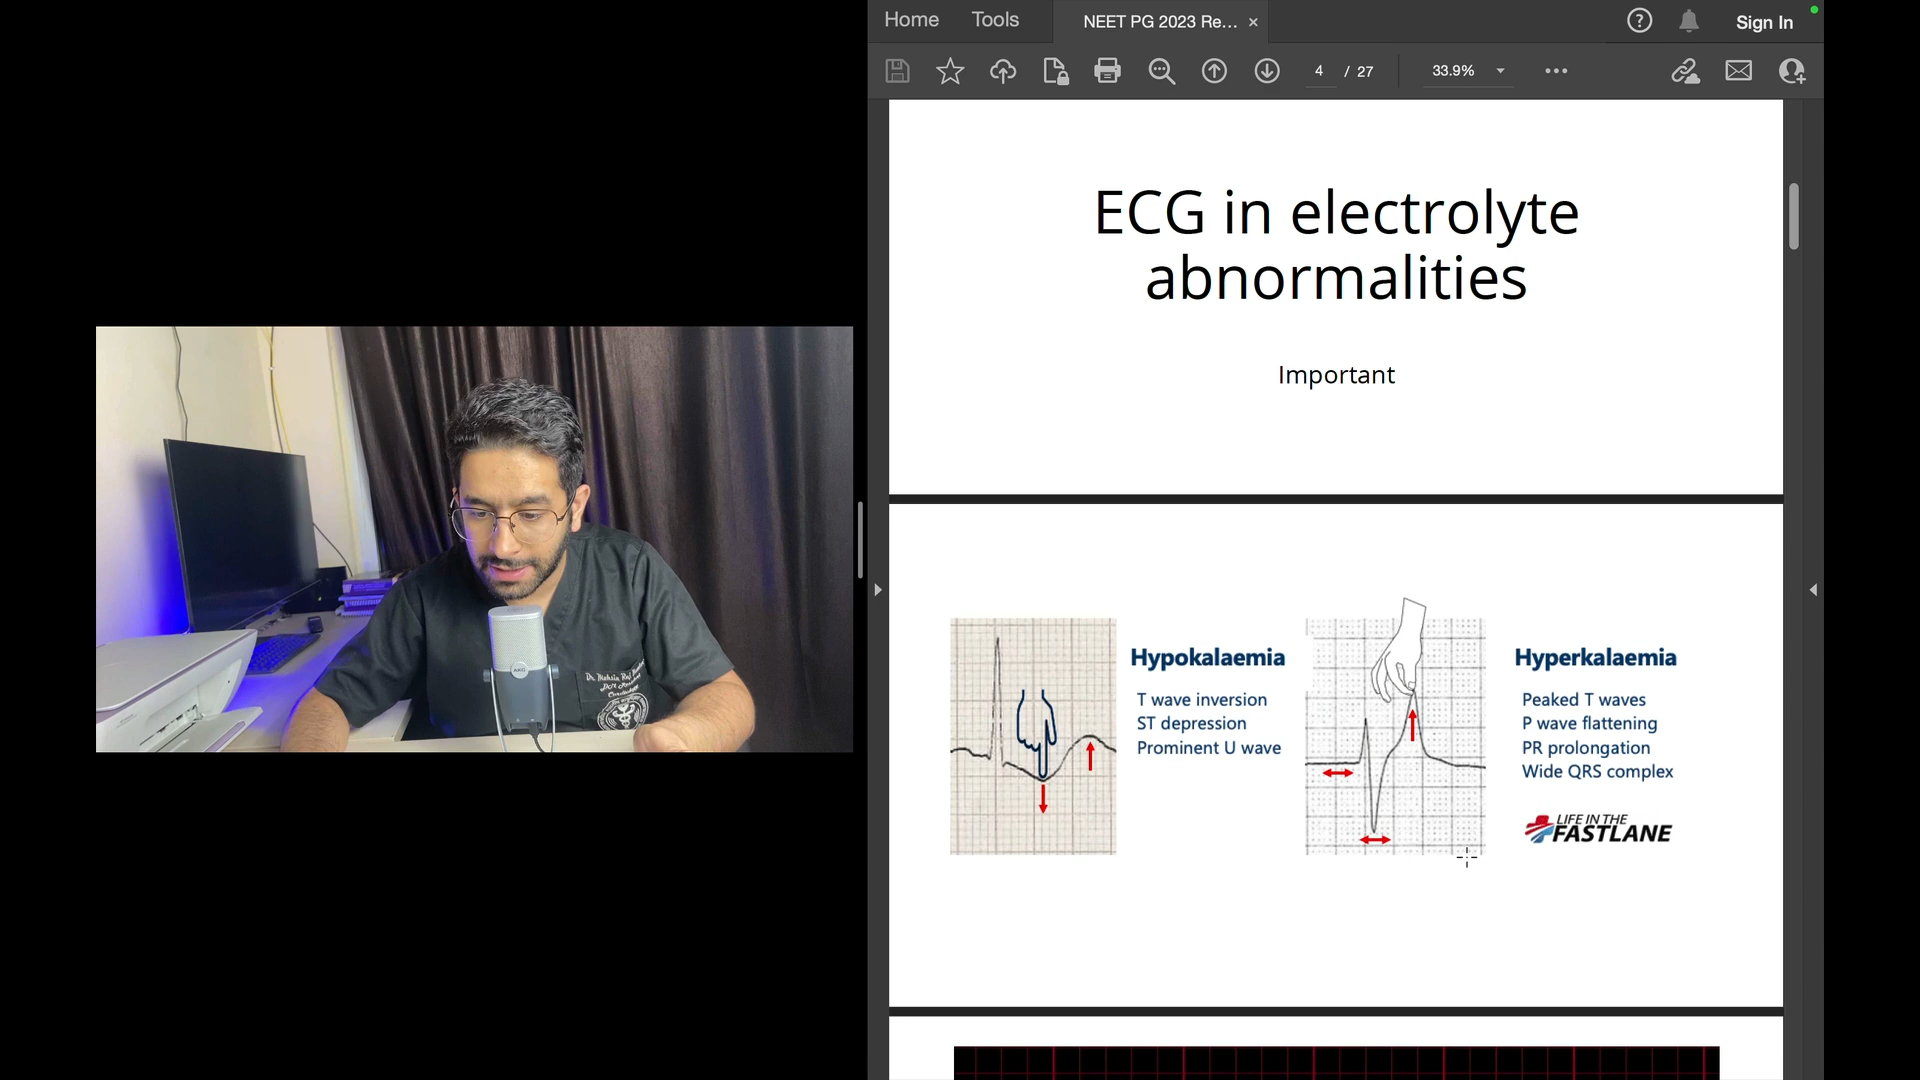 Home Tools NEET PG 2023 Re... × ? Sign In
4 / 27 33.9%
ECG in electrolyte
abnormalities
Important
Hypokalaemia
T wave inversion
ST depression
Prominent U wave
Hyperkalaemia
Peaked T waves
P wave flattening
PR prolongation
Wide QRS complex
LIFE IN THE
FASTLANE
AKG